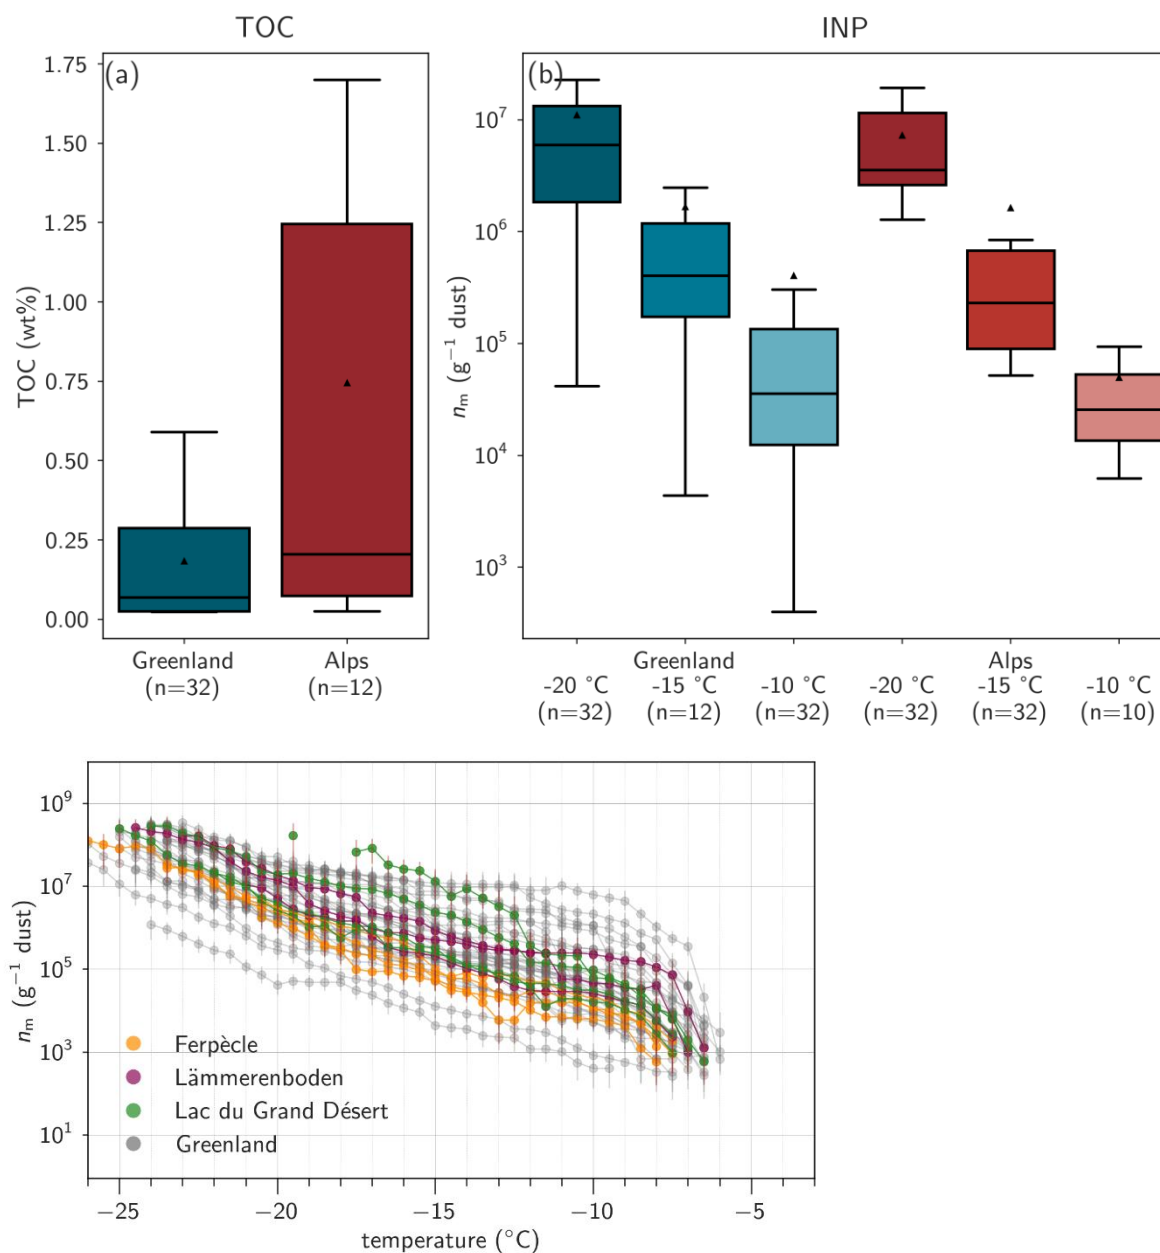 TOC
INP
(a)
(b)
TOC (wt%)
1.75
1.50
1.25
1.00
0.75
0.50
0.25
0.00
Greenland
(n=32)
Alps
(n=12)
nₘ (g⁻¹ dust)
10⁷
10⁶
10⁵
10⁴
10³
Greenland
Alps
-20 °C
-15 °C
-10 °C
-20 °C
-15 °C
-10 °C
(n=32)
(n=12)
(n=32)
(n=32)
(n=32)
(n=10)
nₘ (g⁻¹ dust)
10⁹
10⁷
10⁵
10³
10¹
Ferpècle
Lämmerenboden
Lac du Grand Désert
Greenland
−25
−20
−15
−10
−5
temperature (°C)